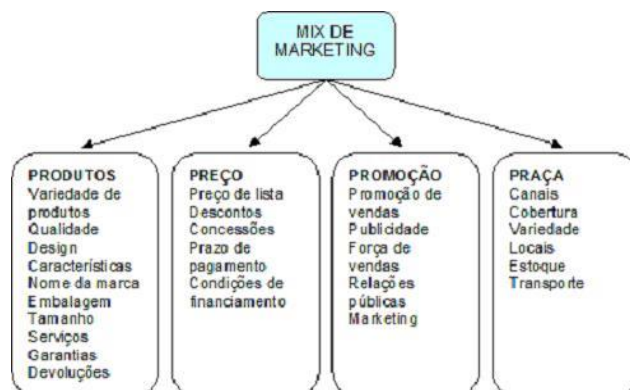 MIX DE
MARKETING
PRODUTOS
Variedade de
produtos
Qualidade
Design
Características
Nome da marca
Embalagem
Tamanho
Serviços
Garantias
Devoluções
PREÇO
Preço de lista
Descontos
Concessões
Prazo de
pagamento
Condições de
financiamento
PROMOÇÃO
Promoção de
vendas
Publicidade
Força de
vendas
Relações
públicas
Marketing
PRAÇA
Canais
Cobertura
Variedade
Locais
Estoque
Transporte